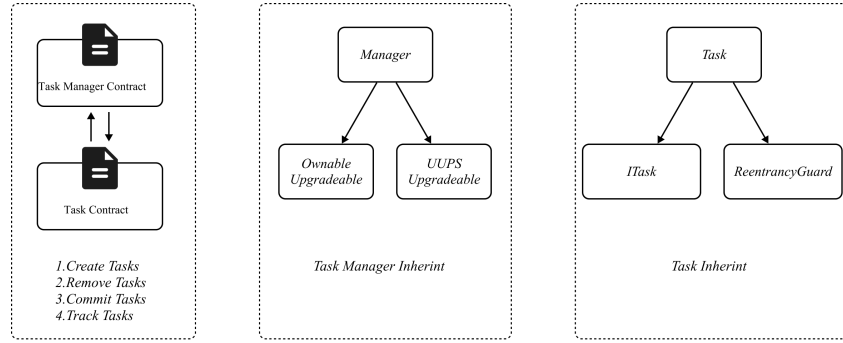 Task Manager Contract
Task Contract
1.Create Tasks
2.Remove Tasks
3.Commit Tasks
4.Track Tasks
Manager
Ownable
Upgradeable
UUPS
Upgradeable
Task Manager Inherint
Task
ITask
ReentrancyGuard
Task Inherint